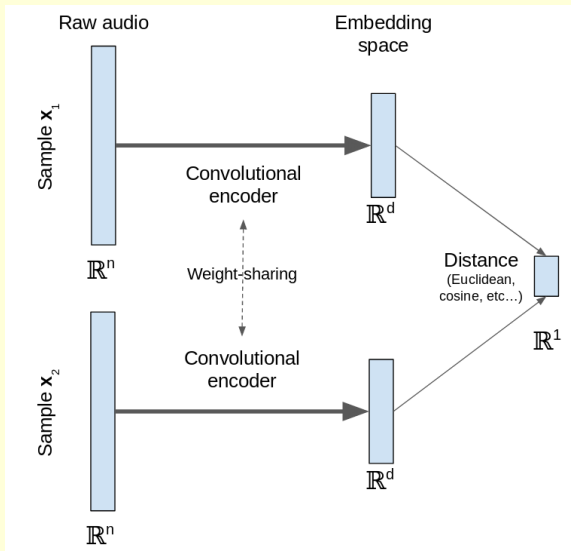 Raw audio
Embedding
space
Sample x₁
Convolutional
encoder
ℝⁿ
ℝᵈ
Weight-sharing
Distance
(Euclidean,
cosine, etc...)
ℝ¹
Convolutional
encoder
Sample x₂
ℝⁿ
ℝᵈ